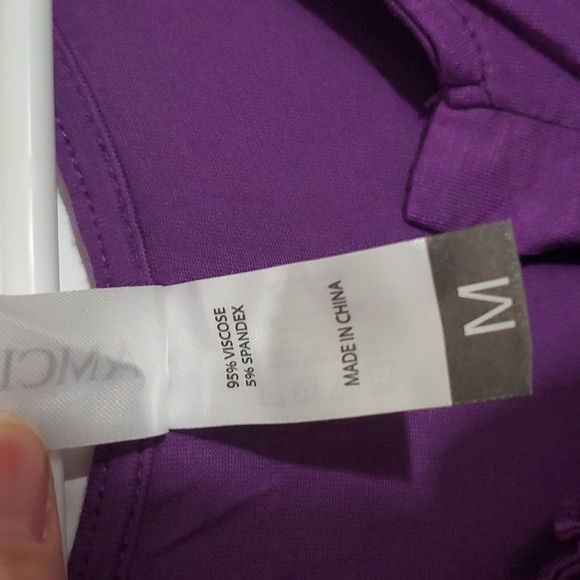 95% VISCOSE
5% SPANDEX
MADE IN CHINA
M